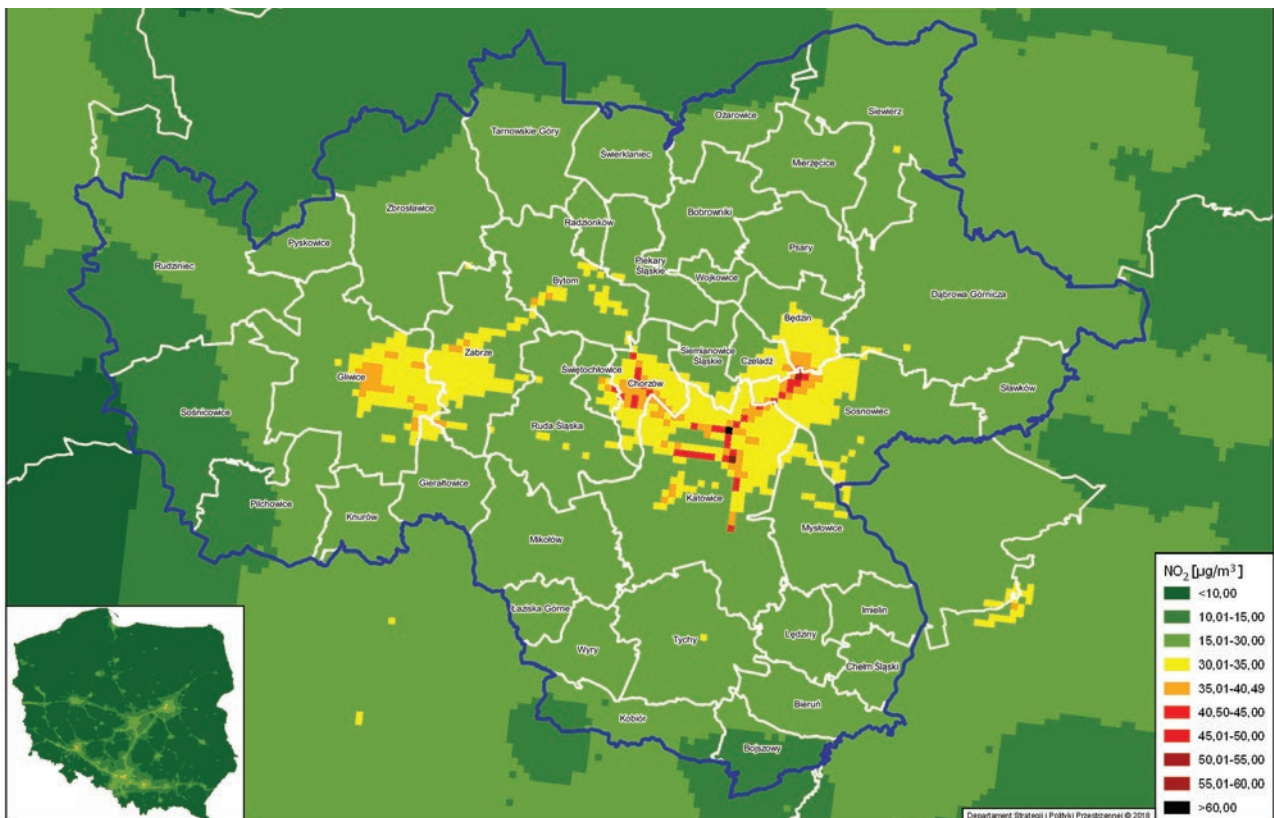 Ożarowice
Siewierz
Tarnowskie Góry
Świerklaniec
Mierzęcice
Zbrosławice
Radzionków
Bobrowniki
Pyskowice
Psary
Rudziniec
Piekary
Śląskie
Wojkowice
Bytom
Dąbrowa Górnicza
Będzin
Zabrze
Siemianowice
Śląskie
Czeladź
Świętochłowice
Gliwice
Chorzów
Sławków
Sośnicowice
Sosnowiec
Ruda Śląska
Gierałtowice
Katowice
Pilchowice
Knurów
Mysłowice
Mikołów
Łaziska Górne
Imielin
Tychy
Lędziny
Wyry
Chełm Śląski
Bieruń
Kobiór
Bojszowy
NO2 [µg/m³]
<10,00
10,01-15,00
15,01-30,00
30,01-35,00
35,01-40,49
40,50-45,00
45,01-50,00
50,01-55,00
55,01-60,00
>60,00
Departament Strategii i Polityki Przestrzennej © 2018